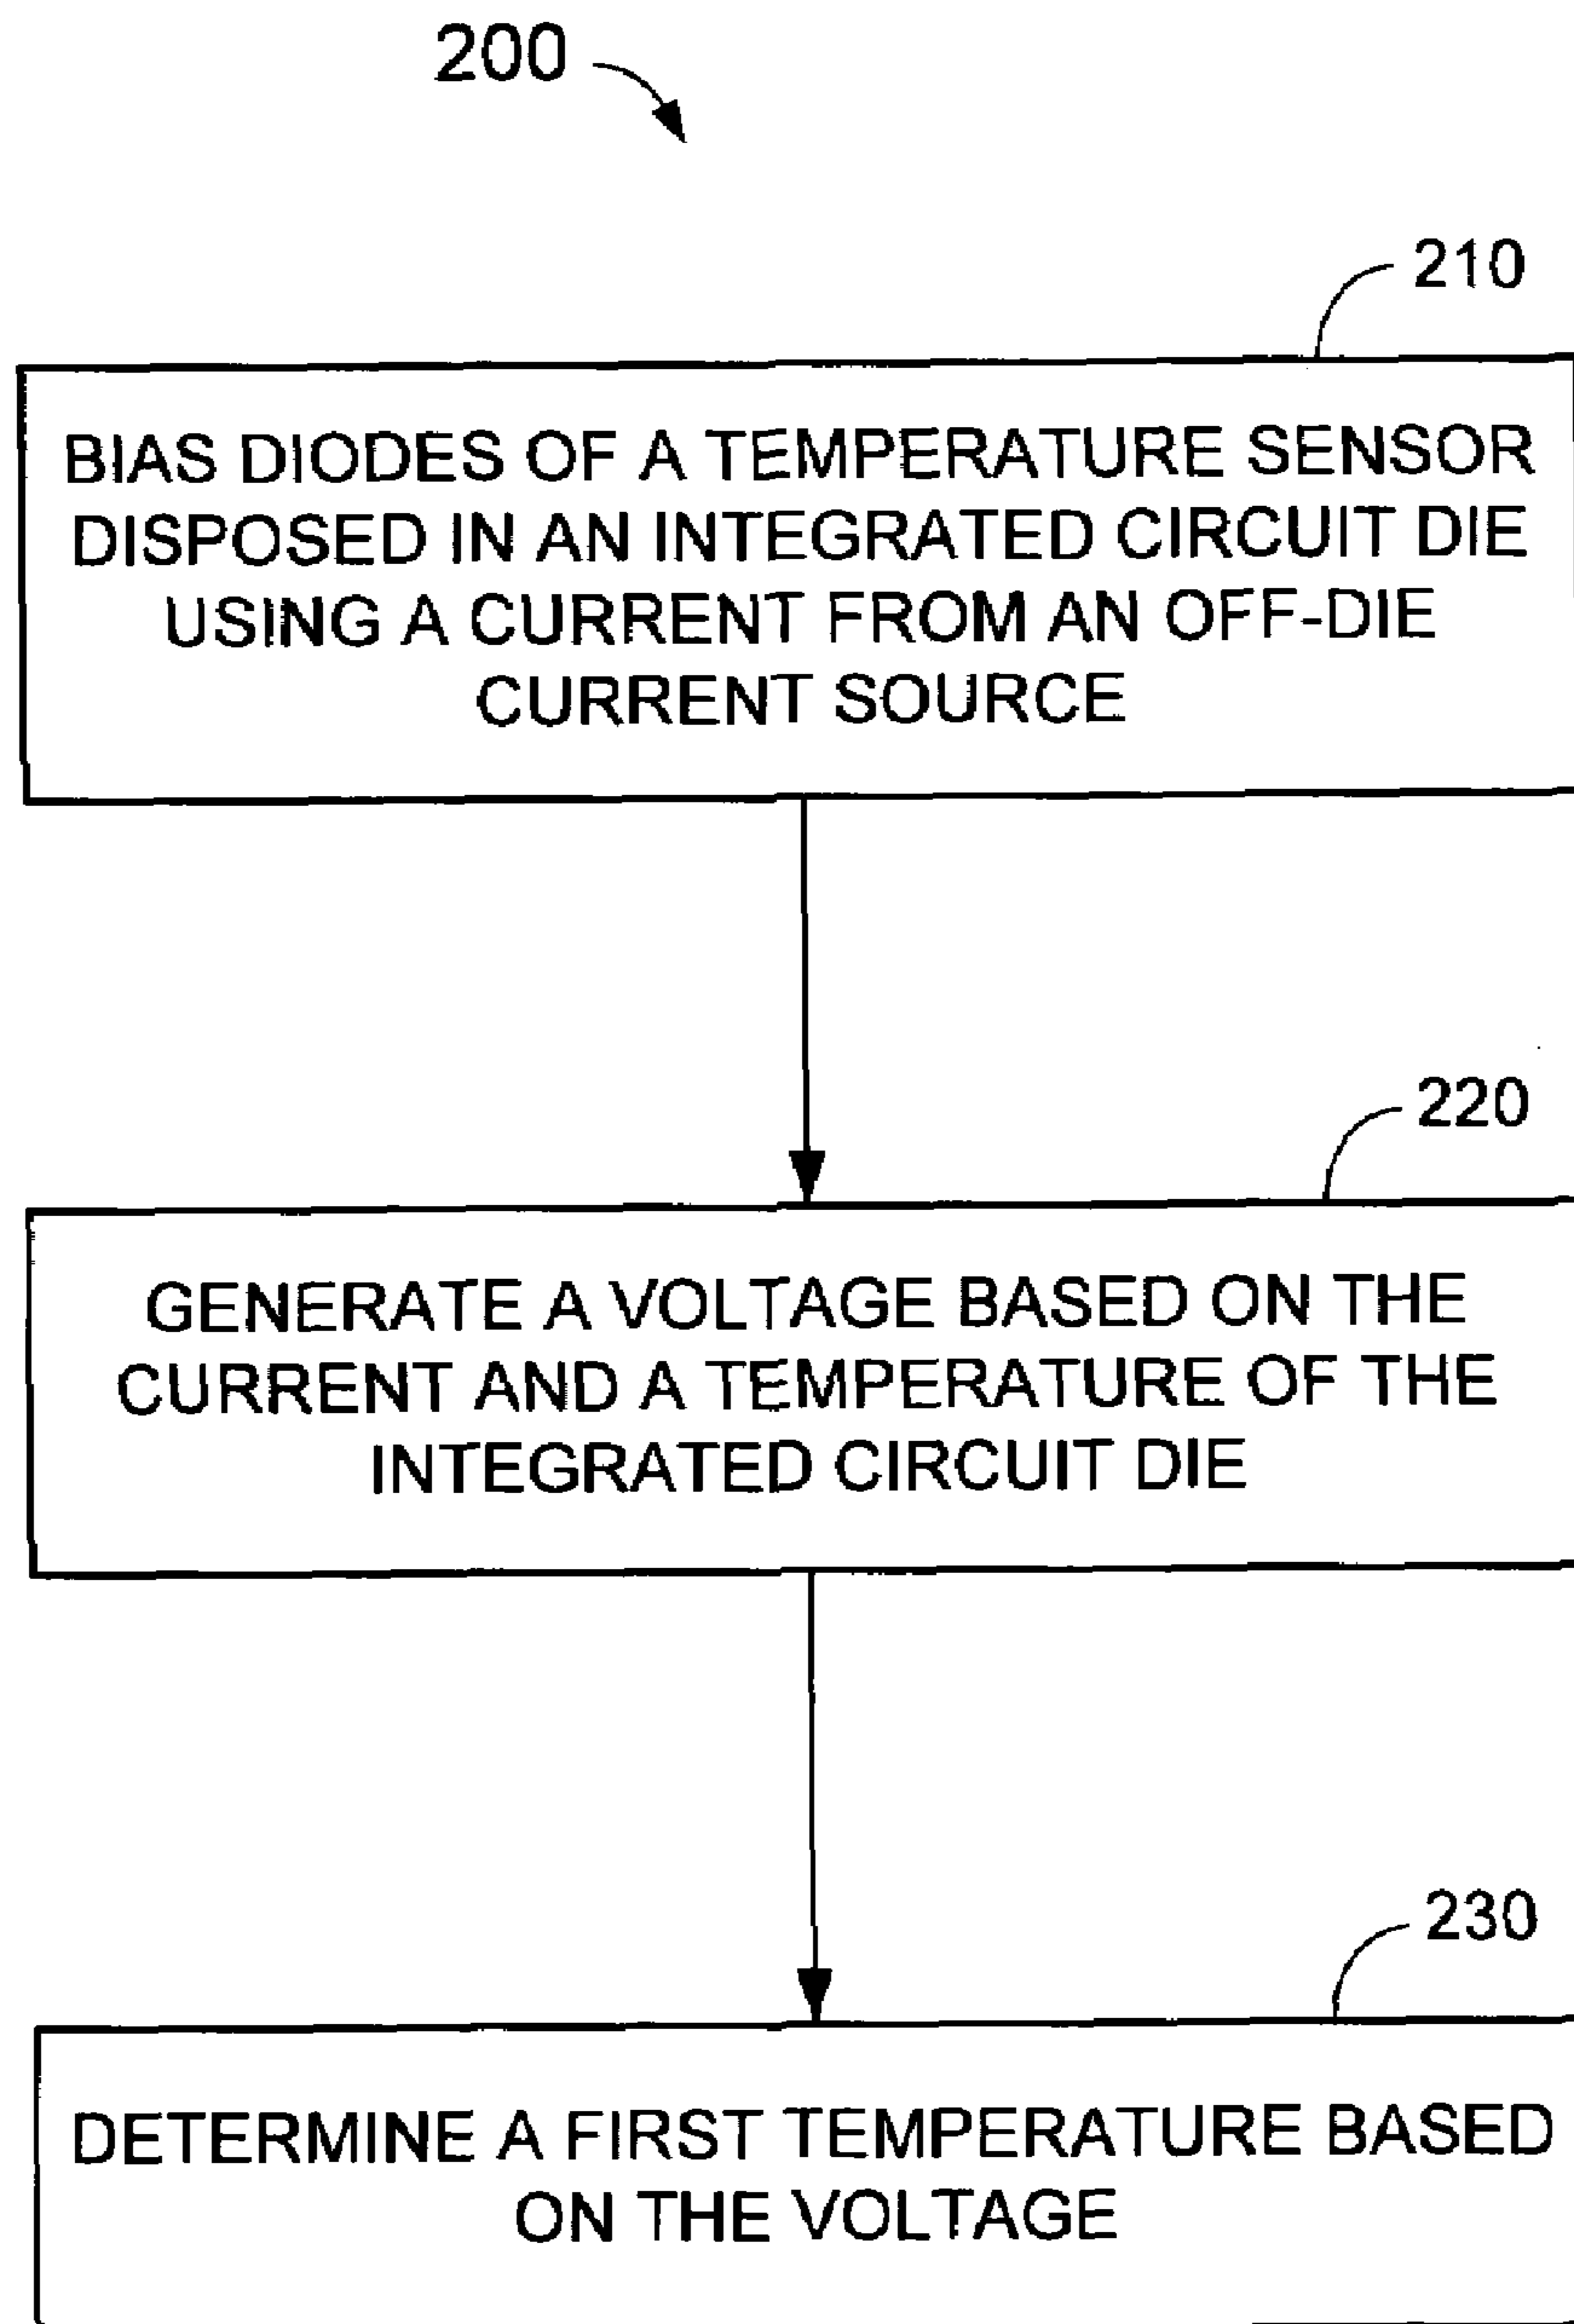 200
210
BIAS DIODES OF A TEMPERATURE SENSOR
DISPOSED IN AN INTEGRATED CIRCUIT DIE
USING A CURRENT FROM AN OFF-DIE
CURRENT SOURCE
220
GENERATE A VOLTAGE BASED ON THE
CURRENT AND A TEMPERATURE OF THE
INTEGRATED CIRCUIT DIE
230
DETERMINE A FIRST TEMPERATURE BASED
ON THE VOLTAGE